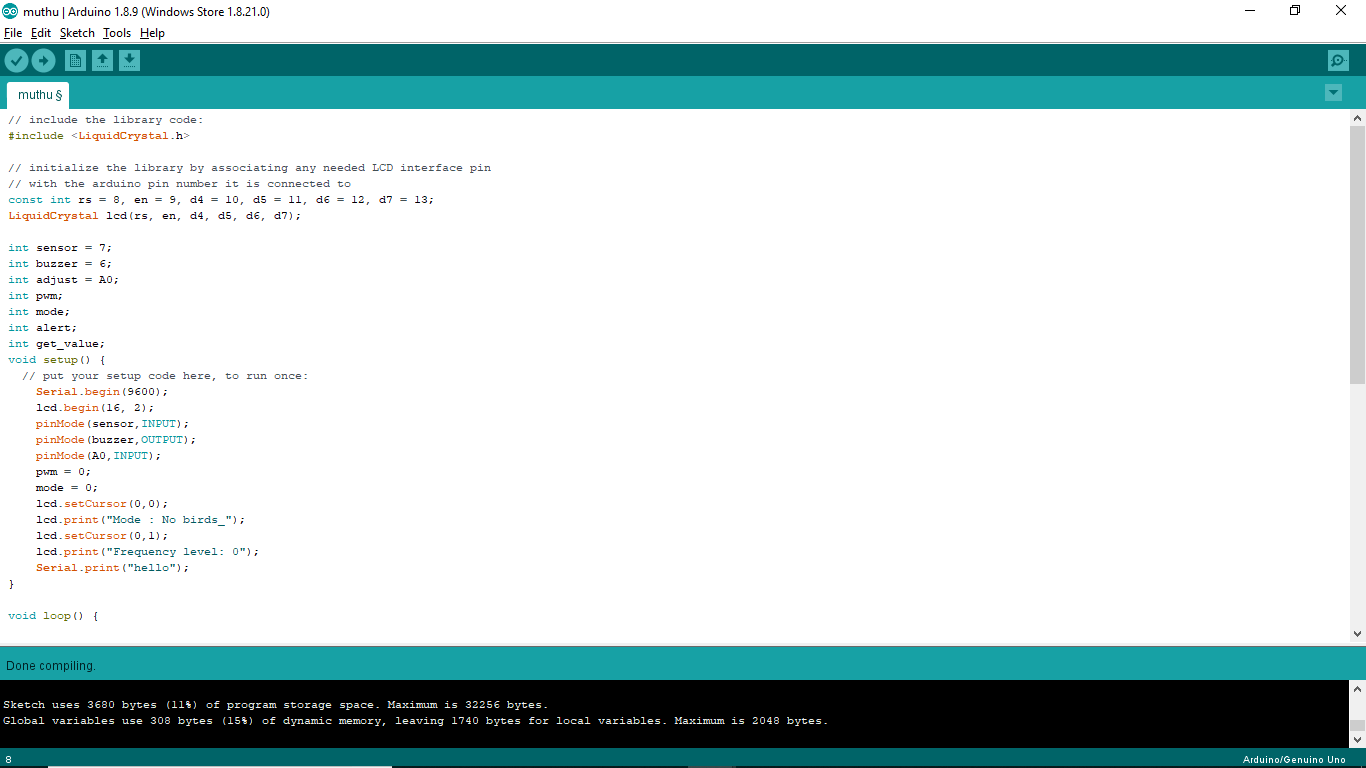 muthu | Arduino 1.8.9 (Windows Store 1.8.21.0)
File Edit Sketch Tools Help
muthu §
// include the library code:
#include <LiquidCrystal.h>
// initialize the library by associating any needed LCD interface pin
// with the arduino pin number it is connected to
const int rs = 8, en = 9, d4 = 10, d5 = 11, d6 = 12, d7 = 13;
LiquidCrystal lcd(rs, en, d4, d5, d6, d7);
int sensor = 7;
int buzzer = 6;
int adjust = A0;
int pwm;
int mode;
int alert;
int get_value;
void setup() {
  // put your setup code here, to run once:
    Serial.begin(9600);
    lcd.begin(16, 2);
    pinMode(sensor,INPUT);
    pinMode(buzzer,OUTPUT);
    pinMode(A0,INPUT);
    pwm = 0;
    mode = 0;
    lcd.setCursor(0,0);
    lcd.print("Mode : No birds_");
    lcd.setCursor(0,1);
    lcd.print("Frequency level: 0");
    Serial.print("hello");
}
void loop() {
Done compiling.
Sketch uses 3680 bytes (11%) of program storage space. Maximum is 32256 bytes.
Global variables use 308 bytes (15%) of dynamic memory, leaving 1740 bytes for local variables. Maximum is 2048 bytes.
8 Arduino/Genuino Uno